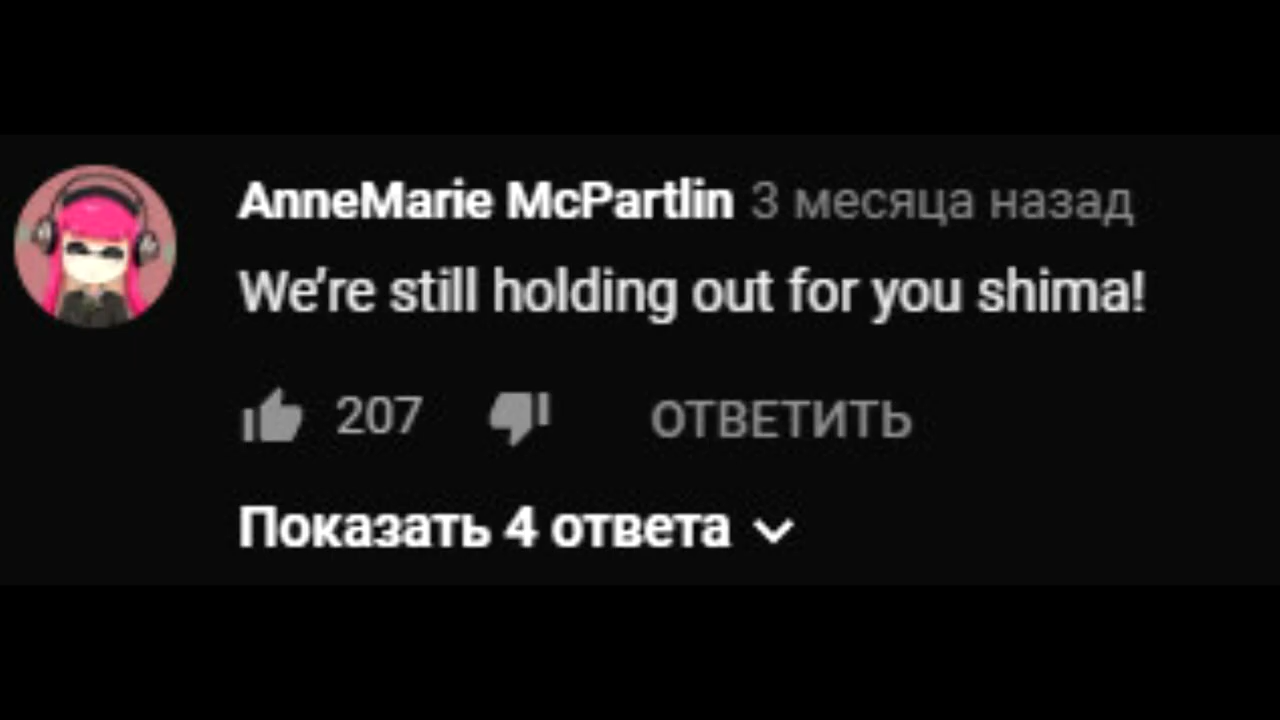 AnneMarie McPartlin 3 месяца назад
We’re still holding out for you shima!
207 ОТВЕТИТЬ
Показать 4 ответа